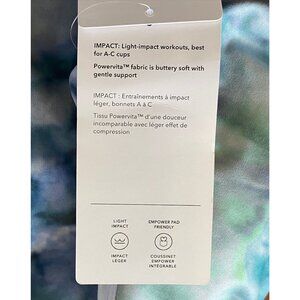 IMPACT: Light-impact workouts, best
for A-C cups
Powervita™ fabric is buttery soft with
gentle support
IMPACT : Entraînements à impact
léger, bonnets A à C
Tissu Powervita™ d'une douceur
incomparable avec léger effet de
compression
LIGHT
IMPACT
IMPACT
LÉGER
EMPOWER PAD
FRIENDLY
COUSSINET
EMPOWER
INTÉGRABLE